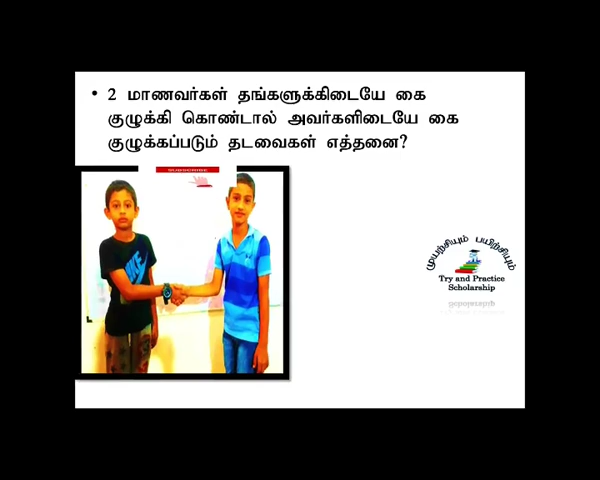 • 2 மாணவர்கள் தங்களுக்கிடையே கை
குழுக்கி கொண்டால் அவர்களிடையே கை
குழுக்கப்படும் தடவைகள் எத்தனை?
SUBSCRIBE
முயற்சியும் பயிற்சியும்
Try and Practice
Scholarship